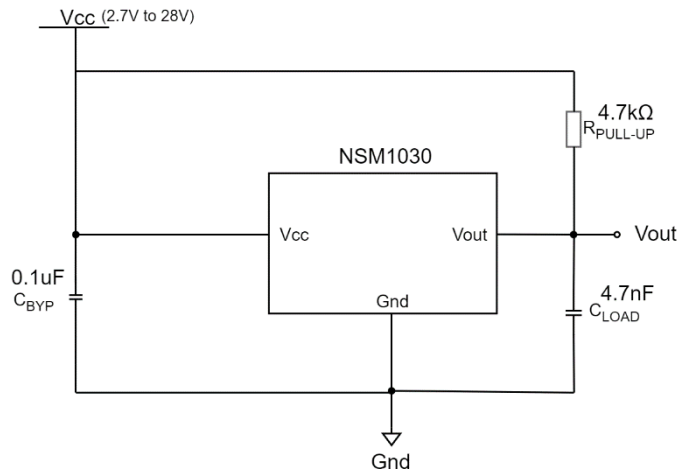 Vcc (2.7V to 28V)
4.7kΩ
RPULL-UP
NSM1030
Vcc
Vout
Vout
0.1uF
CBYP
Gnd
4.7nF
CLOAD
Gnd